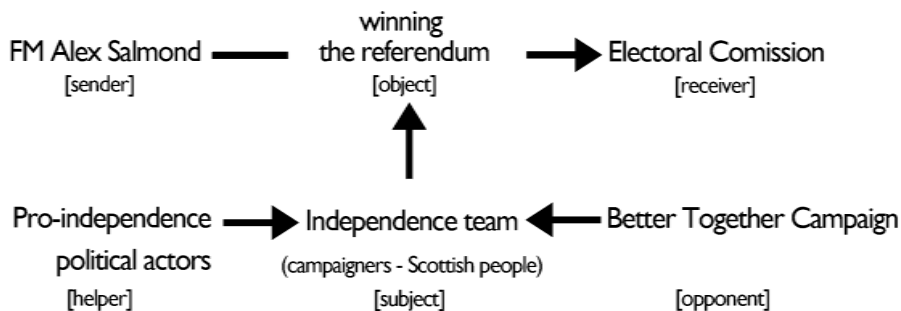 winning
FM Alex Salmond the referendum Electoral Comission
[sender] [object] [receiver]
Pro-independence Independence team Better Together Campaign
political actors (campaigners - Scottish people)
[helper] [subject] [opponent]